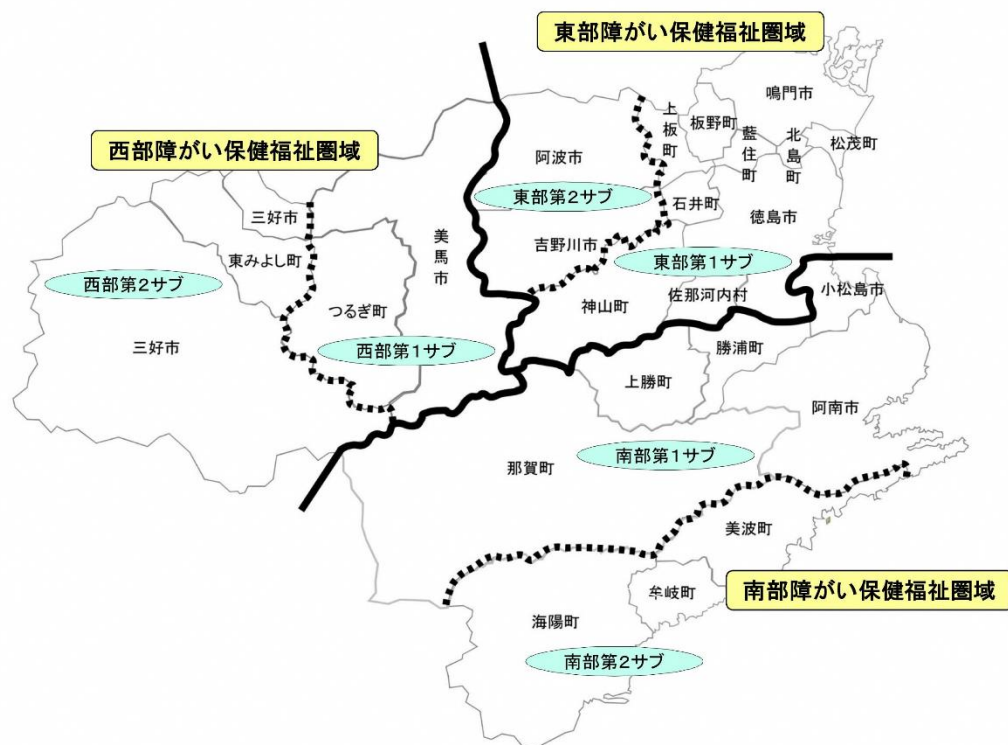 東部障がい保健福祉圏域
鳴門市
上板町
板野町
藍住町
北島町
松茂町
西部障がい保健福祉圏域
阿波市
東部第2サブ
石井町
徳島市
三好市
美馬市
吉野川市
東みよし町
東部第1サブ
西部第2サブ
つるぎ町
神山町
佐那河内村
小松島市
三好市
西部第1サブ
勝浦町
上勝町
阿南市
那賀町
南部第1サブ
美波町
牟岐町
南部障がい保健福祉圏域
海陽町
南部第2サブ